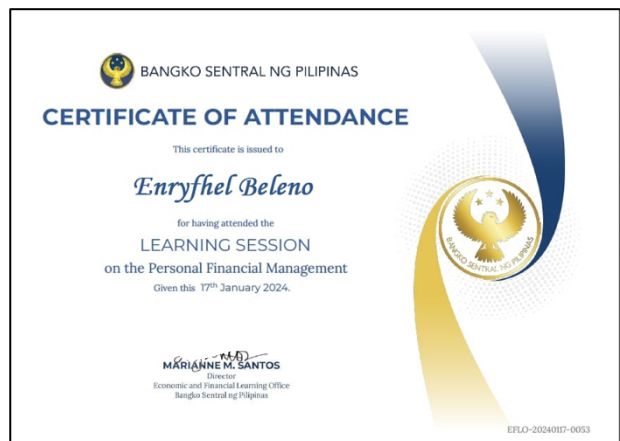 BANGKO SENTRAL NG PILIPINAS
CERTIFICATE OF ATTENDANCE
This certificate is issued to
Enryfhel Beleno
for having attended the
LEARNING SESSION
on the Personal Financial Management
Given this 17th January 2024.
BANGKO SENTRAL NG PILIPINAS
MARIANNE M. SANTOS
Director
Economic and Financial Learning Office
Bangko Sentral ng Pilipinas
EFLO-20240117-0053